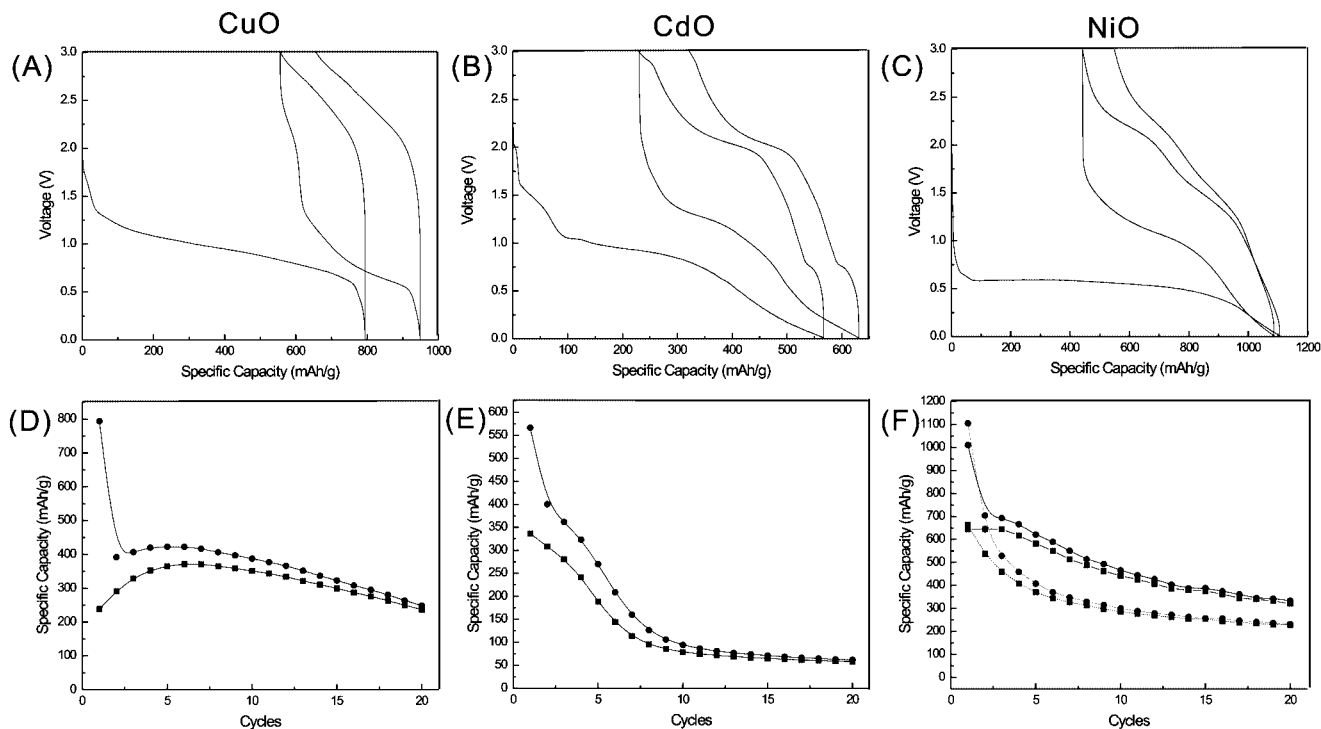 CuO CdO NiO
(A) (B) (C)
3.0 3.0 3.0
2.5 2.5 2.5
2.0 2.0 2.0
1.5 1.5 1.5
1.0 1.0 1.0
0.5 0.5 0.5
0.0 0.0 0.0
Voltage (V) Voltage (V) Voltage (V)
0 200 400 600 800 1000 0 100 200 300 400 500 600 0 200 400 600 800 1000 1200
Specific Capacity (mAh/g) Specific Capacity (mAh/g) Specific Capacity (mAh/g)
(D) (E) (F)
800
700
600
500
400
300
200
100
0
Specific Capacity (mAh/g)
0 5 10 15 20
Cycles
600
550
500
450
400
350
300
250
200
150
100
50
0
Specific Capacity (mAh/g)
0 5 10 15 20
Cycles
1200
1100
1000
900
800
700
600
500
400
300
200
100
0
Specific Capacity (mAh/g)
0 5 10 15 20
Cycles